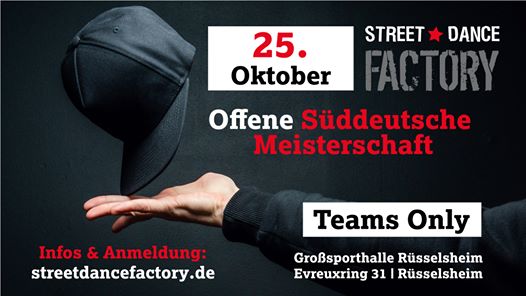 25.
Oktober
STREET ★ DANCE
FACTORY
Offene Süddeutsche
Meisterschaft
Teams Only
Infos & Anmeldung:
streetdancefactory.de
Großsporthalle Rüsselsheim
Evreuxring 31 | Rüsselsheim